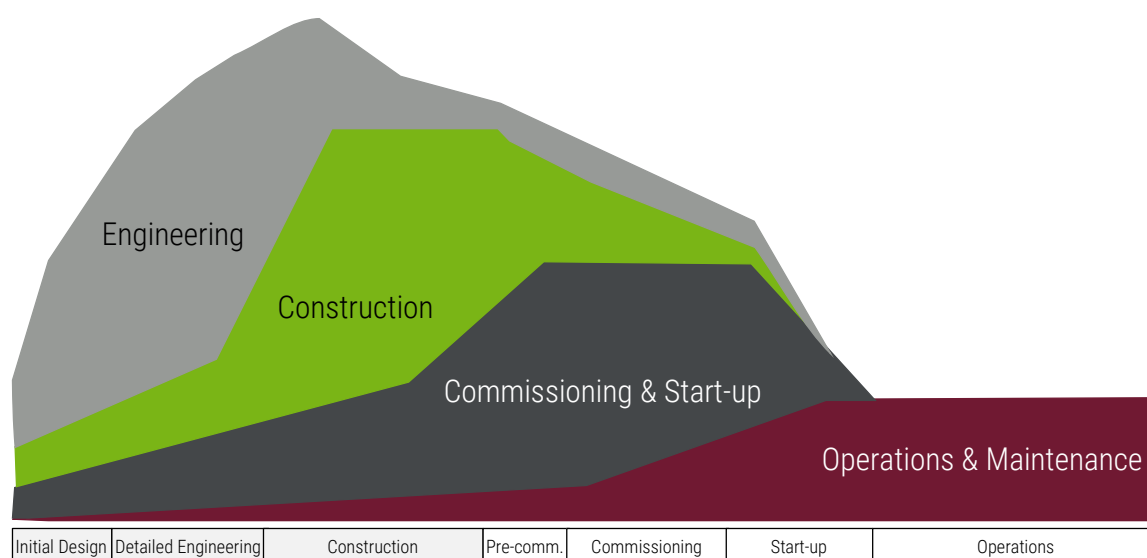 Engineering
Construction
Commissioning & Start-up
Operations & Maintenance
Initial Design
Detailed Engineering
Construction
Pre-comm.
Commissioning
Start-up
Operations